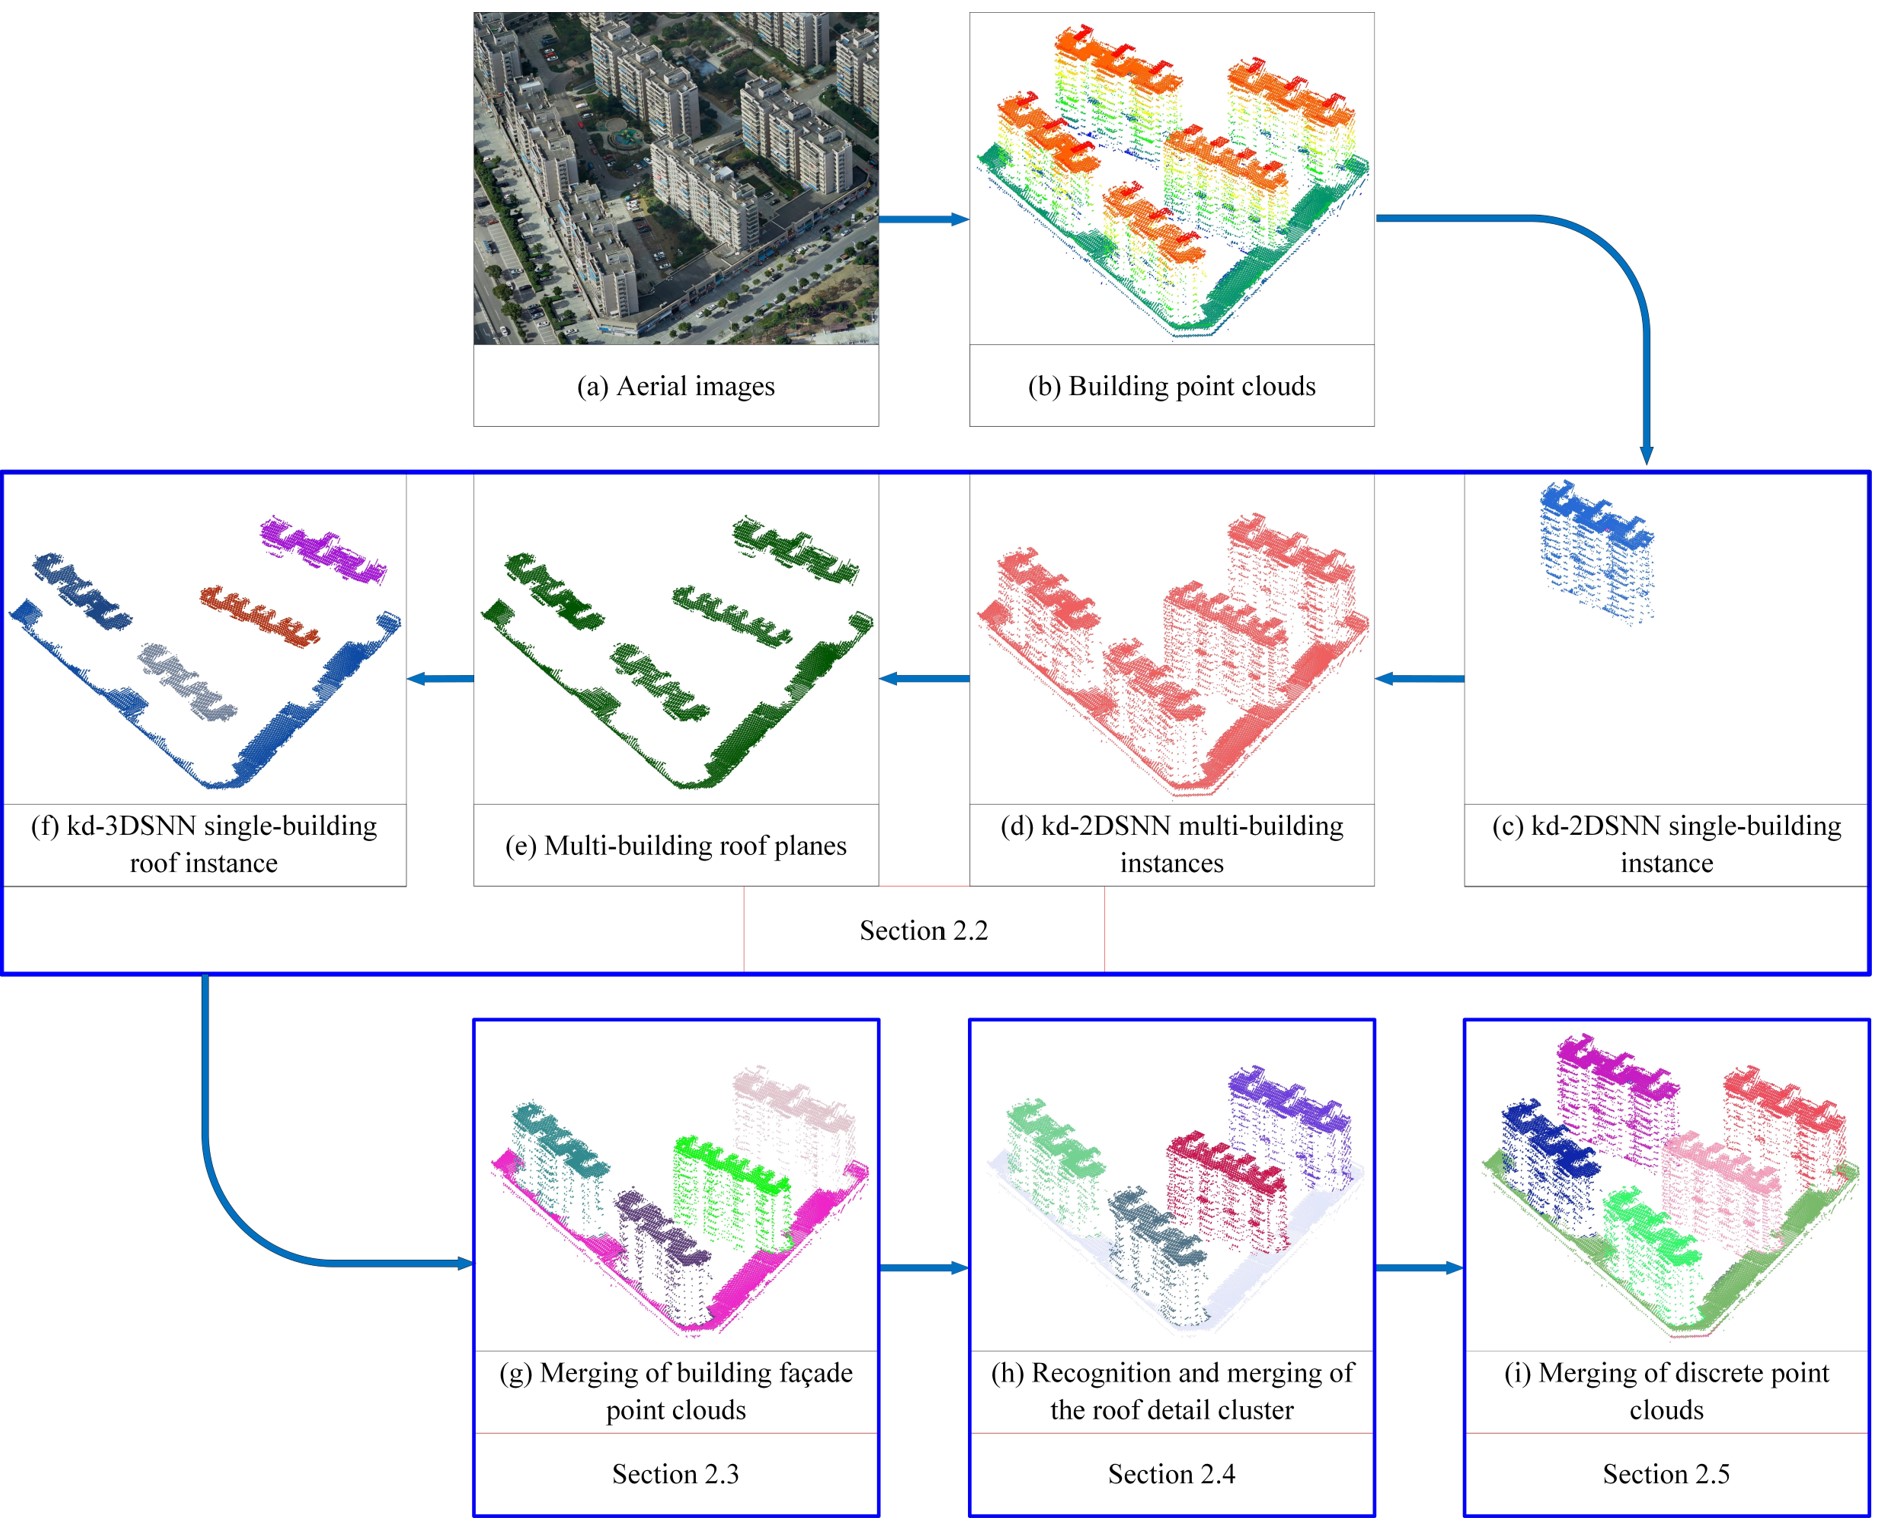 (a) Aerial images
(b) Building point clouds
(f) kd-3DSNN single-building
roof instance
(e) Multi-building roof planes
(d) kd-2DSNN multi-building
instances
(c) kd-2DSNN single-building
instance
Section 2.2
(g) Merging of building façade
point clouds
(h) Recognition and merging of
the roof detail cluster
(i) Merging of discrete point
clouds
Section 2.3
Section 2.4
Section 2.5